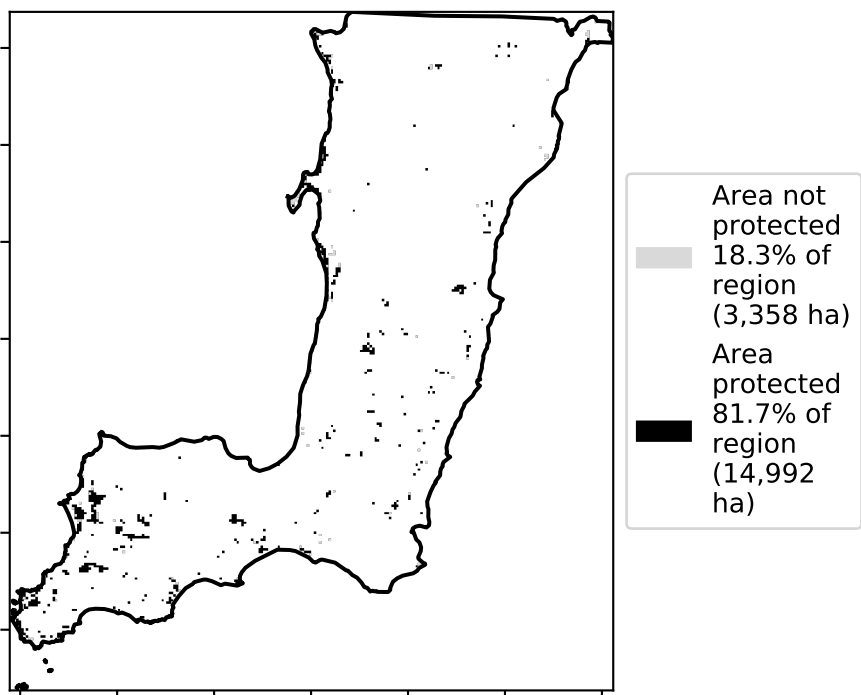 Area not
protected
18.3% of
region
(3,358 ha)
Area
protected
81.7% of
region
(14,992
ha)